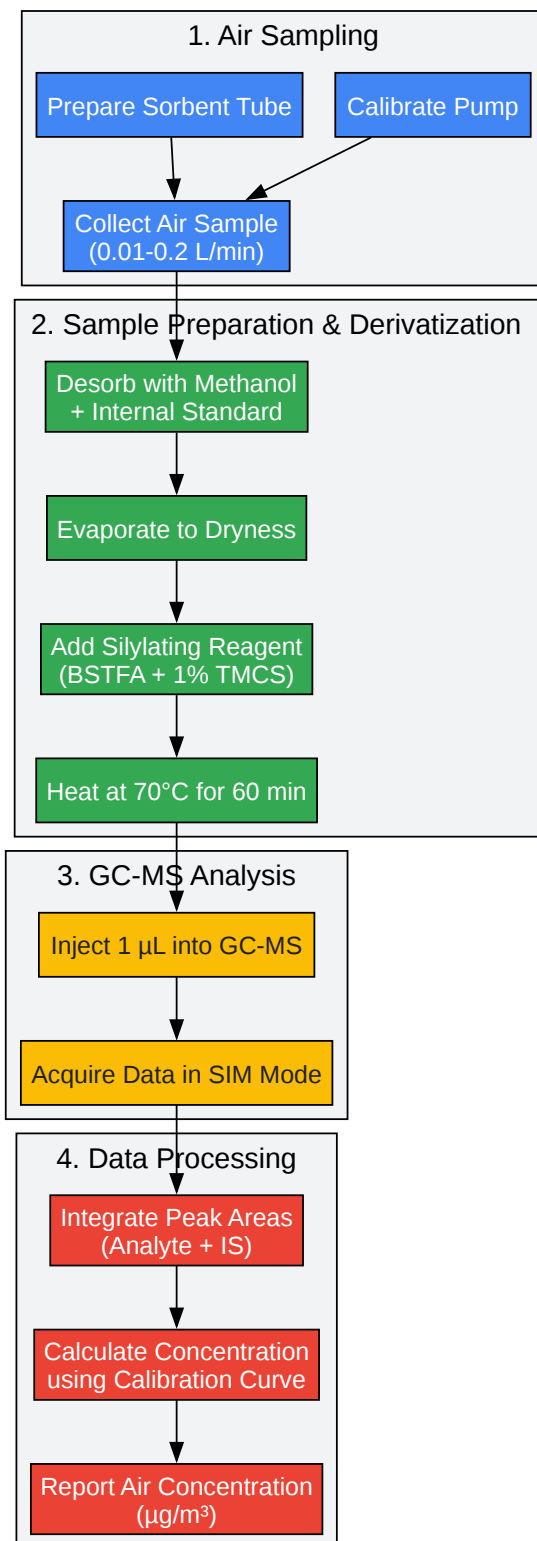 1. Air Sampling
Prepare Sorbent Tube
Calibrate Pump
Collect Air Sample
(0.01-0.2 L/min)
2. Sample Preparation & Derivatization
Desorb with Methanol
+ Internal Standard
Evaporate to Dryness
Add Silylating Reagent
(BSTFA + 1% TMCS)
Heat at 70°C for 60 min
3. GC-MS Analysis
Inject 1 µL into GC-MS
Acquire Data in SIM Mode
4. Data Processing
Integrate Peak Areas
(Analyte + IS)
Calculate Concentration
using Calibration Curve
Report Air Concentration
(µg/m³)